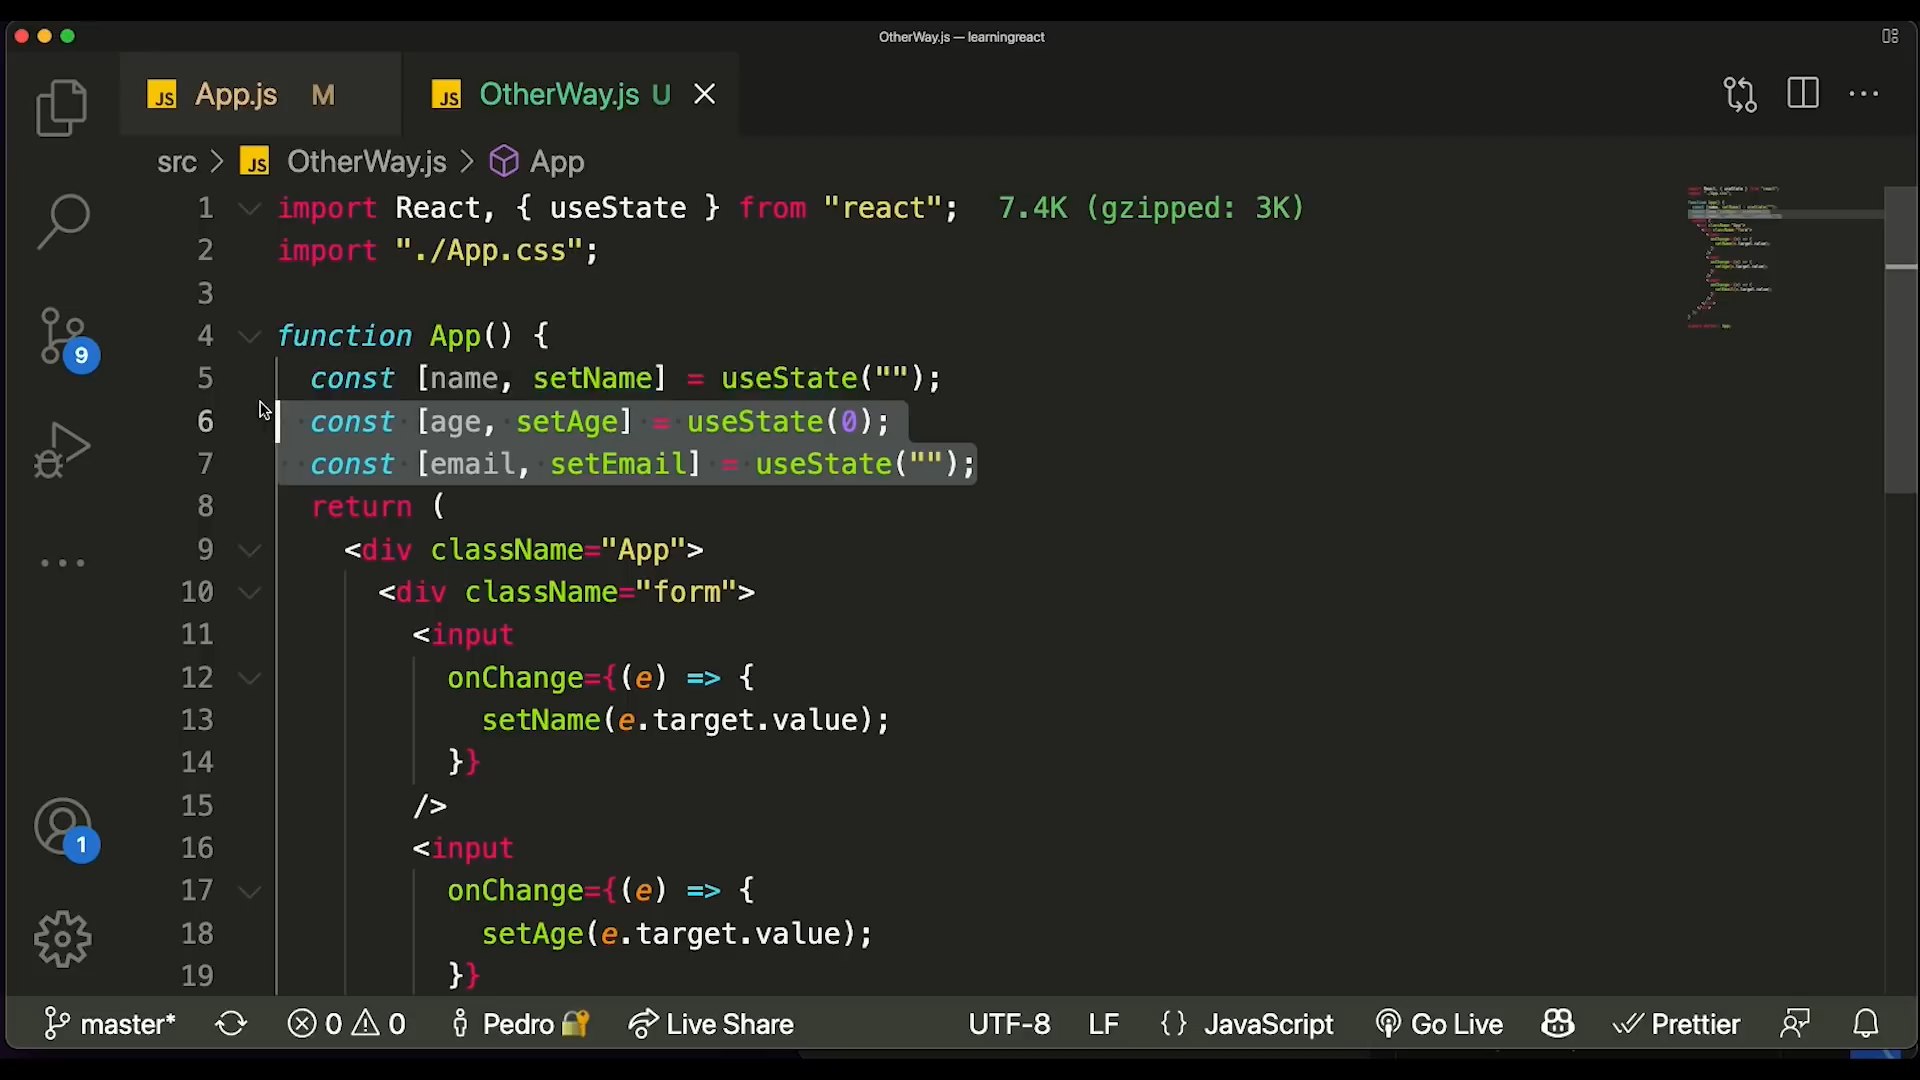 OtherWay.js — learningreact
JS App.js M JS OtherWay.js U
src > JS OtherWay.js > App
1 import React, { useState } from "react"; 7.4K (gzipped: 3K)
2 import "./App.css";
3
4 function App() {
5 const [name, setName] = useState("");
6 const [age, setAge] = useState(0);
7 const [email, setEmail] = useState("");
8 return (
9 <div className="App">
10 <div className="form">
11 <input
12 onChange={(e) => {
13 setName(e.target.value);
14 }}
15 />
16 <input
17 onChange={(e) => {
18 setAge(e.target.value);
19 }}
9
1
master* 0 0 Pedro Live Share UTF-8 LF {} JavaScript Go Live Prettier